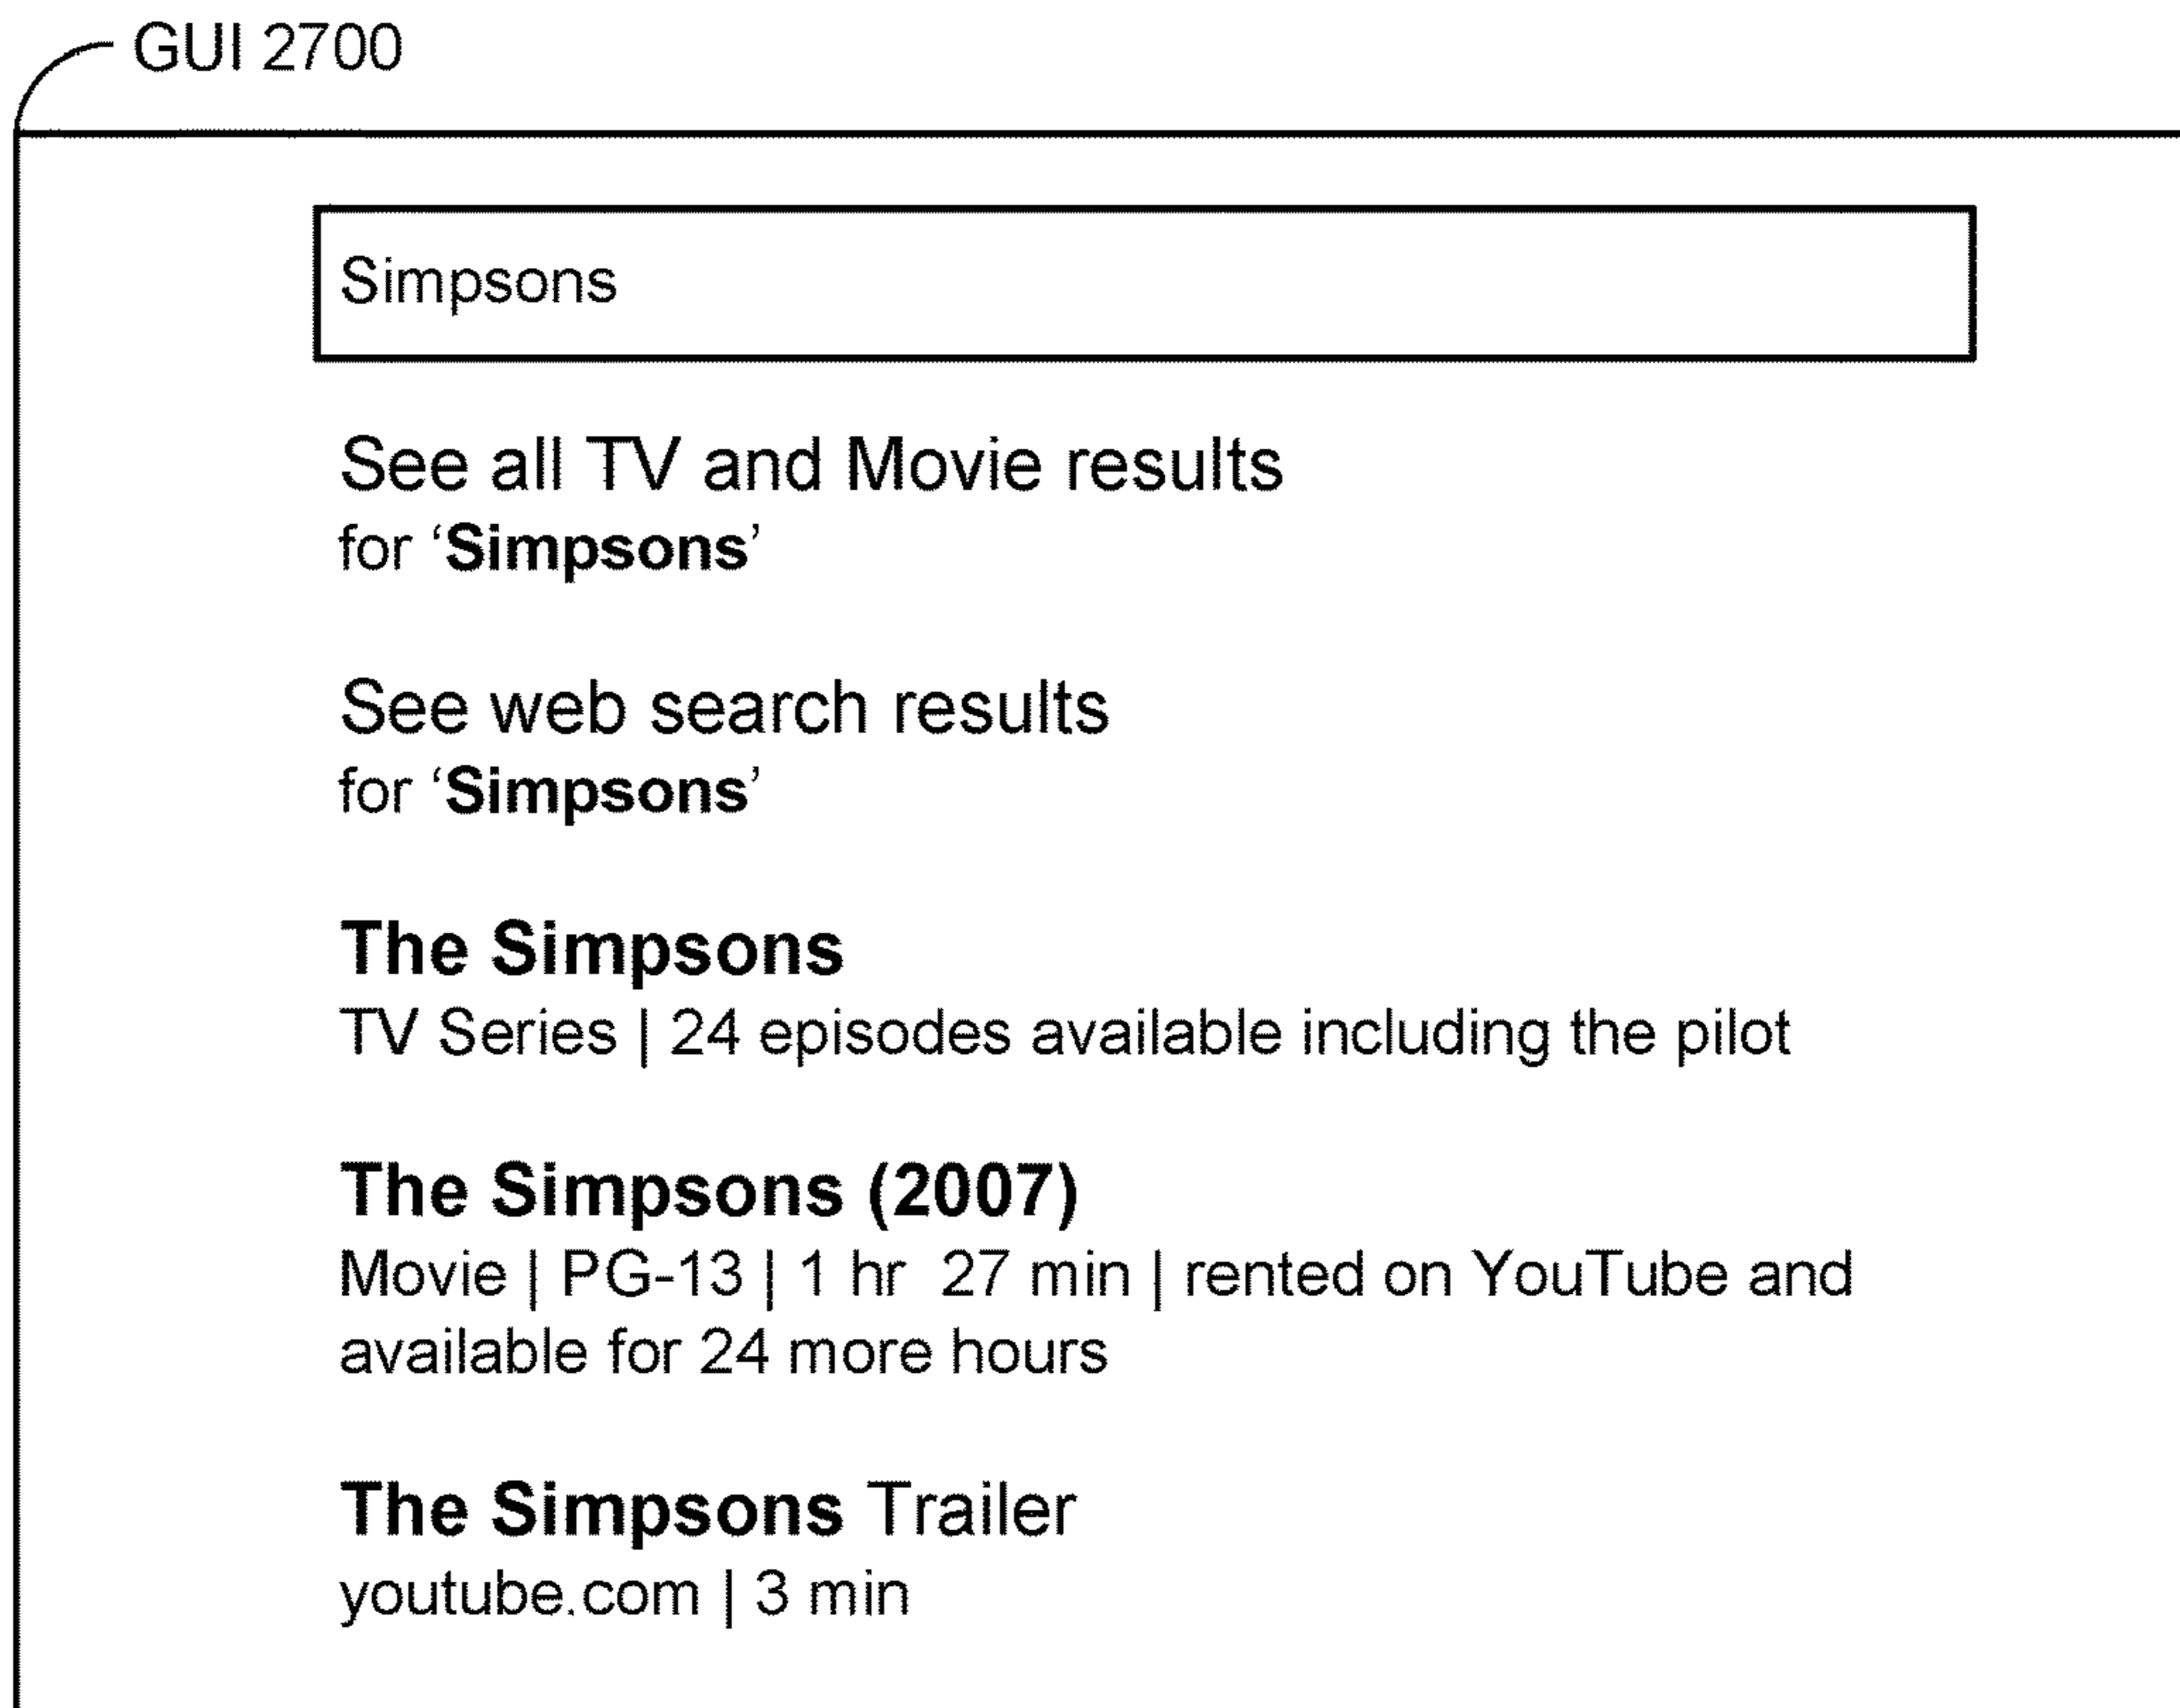 GUI 2700
Simpsons
See all TV and Movie results
for ‘Simpsons’
See web search results
for ‘Simpsons’
The Simpsons
TV Series | 24 episodes available including the pilot
The Simpsons (2007)
Movie | PG-13 | 1 hr 27 min | rented on YouTube and
available for 24 more hours
The Simpsons Trailer
youtube.com | 3 min